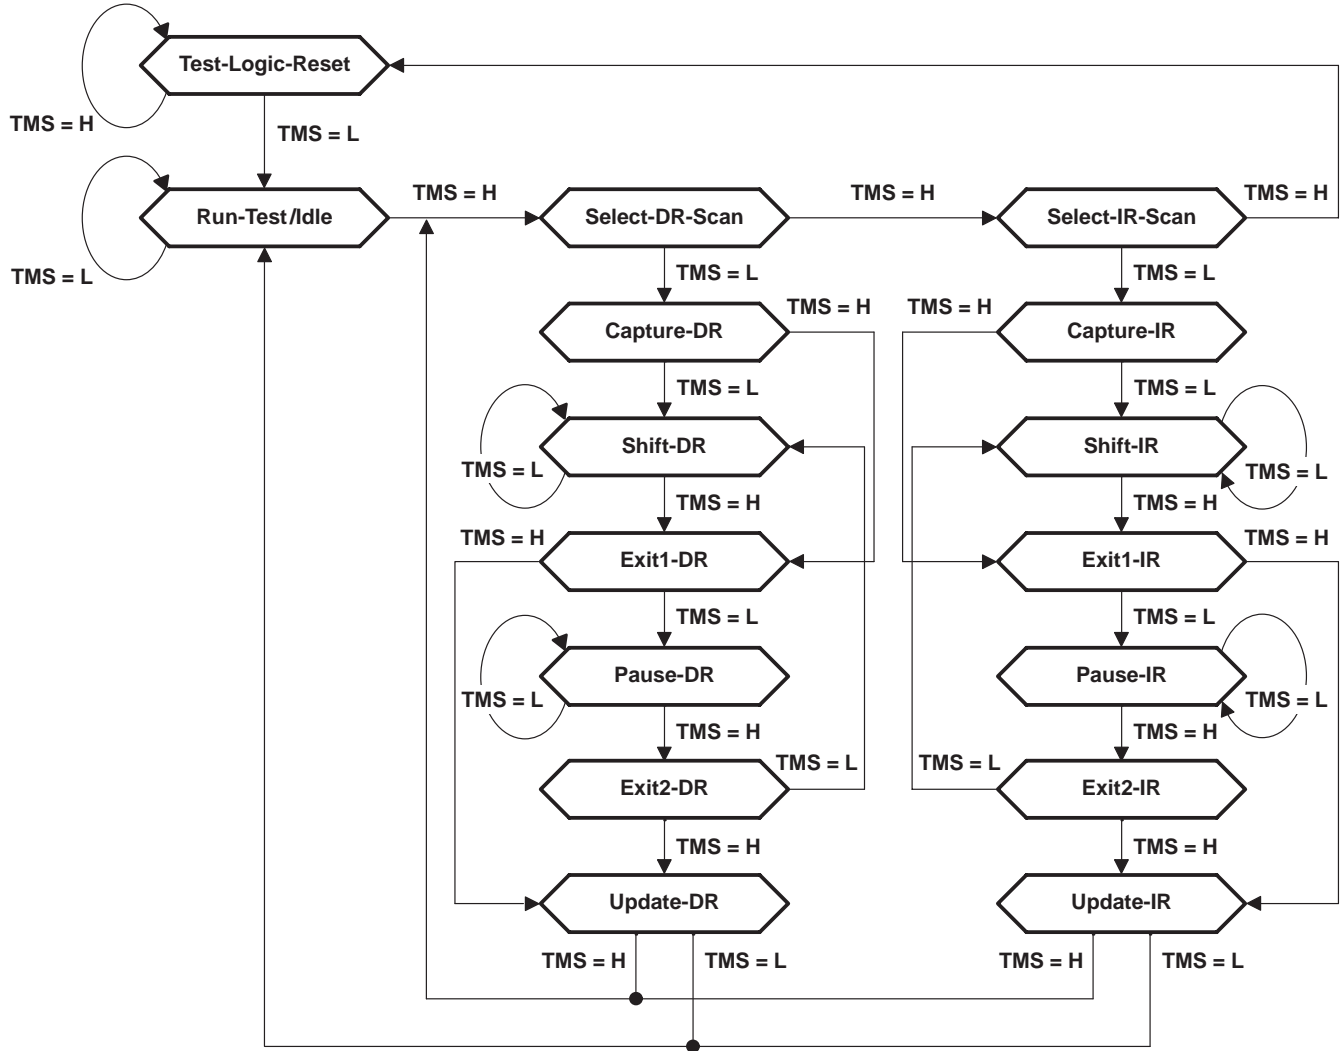 Test-Logic-Reset
TMS = H
TMS = L
Run-Test/Idle
TMS = L
TMS = H
Select-DR-Scan
TMS = H
Select-IR-Scan
TMS = H
TMS = L
TMS = L
Capture-DR
TMS = H
TMS = H
Capture-IR
TMS = L
TMS = L
Shift-DR
TMS = L
Shift-IR
TMS = L
TMS = H
TMS = H
TMS = H
Exit1-DR
Exit1-IR
TMS = H
TMS = L
TMS = L
Pause-DR
TMS = L
Pause-IR
TMS = L
TMS = H
TMS = H
Exit2-DR
TMS = L
TMS = L
Exit2-IR
TMS = H
TMS = H
Update-DR
Update-IR
TMS = H
TMS = L
TMS = H
TMS = L